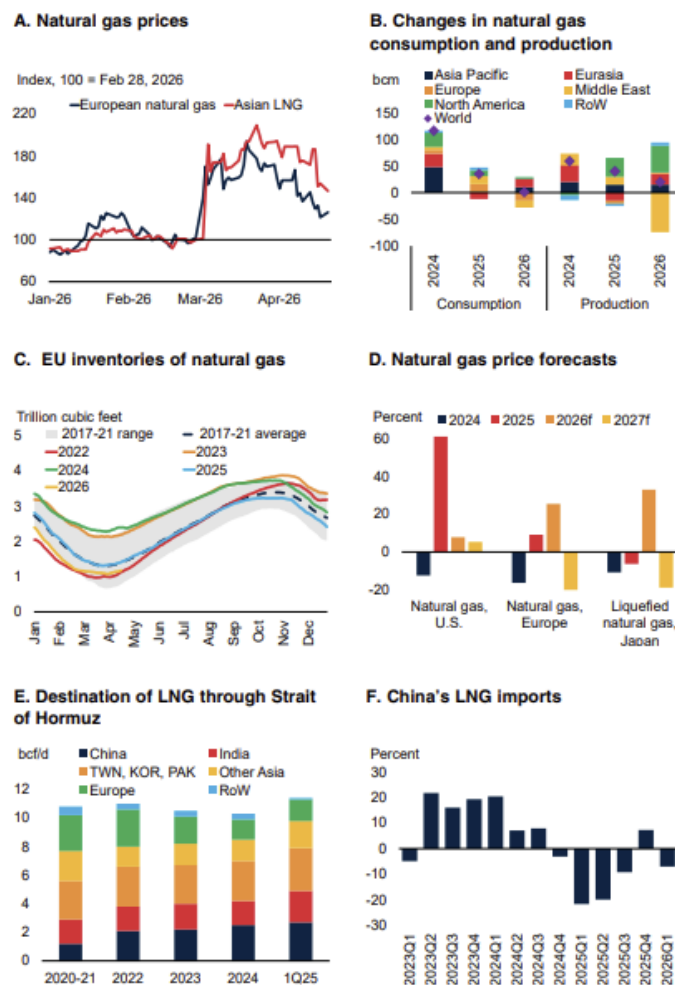 A. Natural gas prices
Index, 100 = Feb 28, 2026
European natural gas Asian LNG
220
180
140
100
60
Jan-26 Feb-26 Mar-26 Apr-26
B. Changes in natural gas
consumption and production
bcm
Asia Pacific Eurasia
Europe Middle East
North America RoW
World
150
100
50
0
-50
-100
2024 2025 2026 2024 2025 2026
Consumption Production
C. EU inventories of natural gas
Trillion cubic feet
5
2017-21 range 2017-21 average
2022 2023
2024 2025
2026
4
3
2
1
0
Jan Feb Mar Apr May Jun Jul Aug Sep Oct Nov Dec
D. Natural gas price forecasts
Percent
2024 2025 2026f 2027f
60
40
20
0
-20
Natural gas, Natural gas, Liquefied
U.S. Europe natural gas,
Japan
E. Destination of LNG through Strait
of Hormuz
bcf/d
China India
TWN, KOR, PAK Other Asia
Europe RoW
12
10
8
6
4
2
0
2020-21 2022 2023 2024 1Q25
F. China's LNG imports
Percent
30
20
10
0
-10
-20
-30
2023Q1 2023Q2 2023Q3 2023Q4 2024Q1 2024Q2 2024Q3 2024Q4 2025Q1 2025Q2 2025Q3 2025Q4 2026Q1